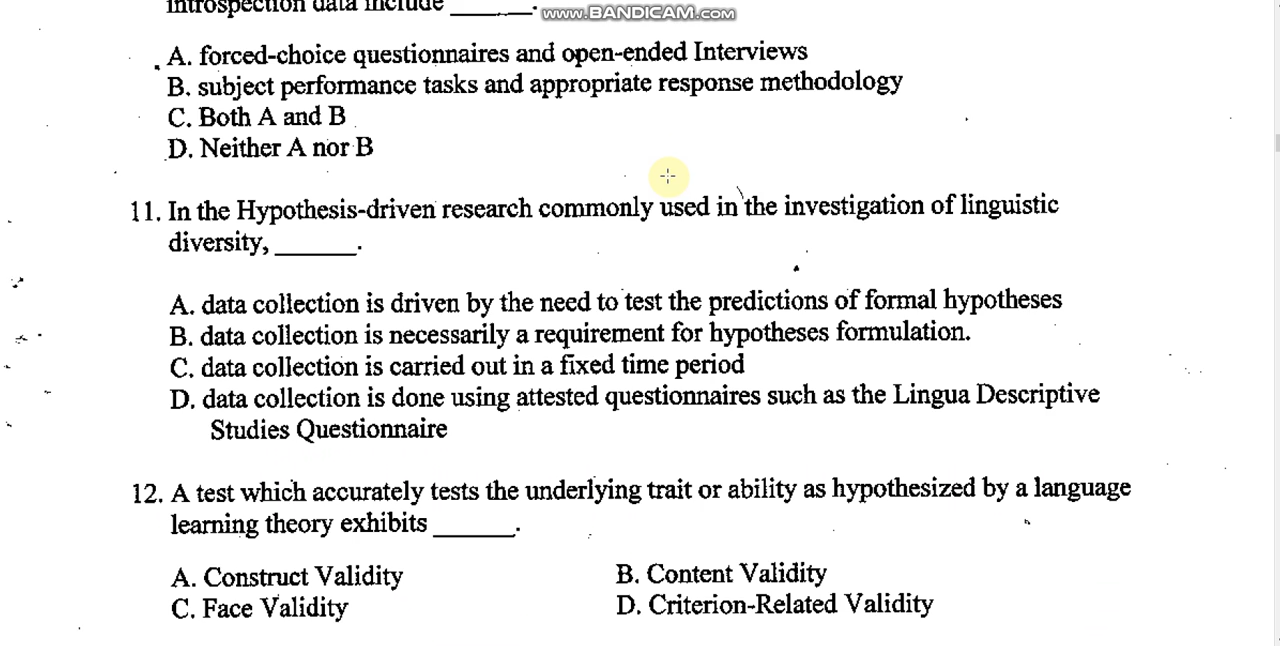 introspection data include ______.
www.BANDICAM.com
A. forced-choice questionnaires and open-ended Interviews
B. subject performance tasks and appropriate response methodology
C. Both A and B
D. Neither A nor B
11. In the Hypothesis-driven research commonly used in the investigation of linguistic
diversity, ______.
A. data collection is driven by the need to test the predictions of formal hypotheses
B. data collection is necessarily a requirement for hypotheses formulation.
C. data collection is carried out in a fixed time period
D. data collection is done using attested questionnaires such as the Lingua Descriptive
Studies Questionnaire
12. A test which accurately tests the underlying trait or ability as hypothesized by a language
learning theory exhibits ______.
A. Construct Validity B. Content Validity
C. Face Validity D. Criterion-Related Validity